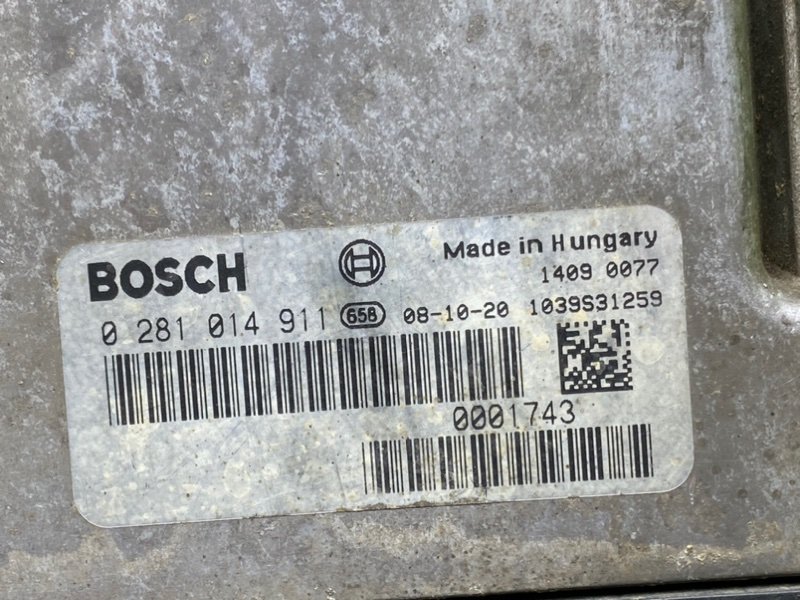 BOSCH
Made in Hungary
1409 0077
0 281 014 911 658 08-10-20 1039S31259
0001743